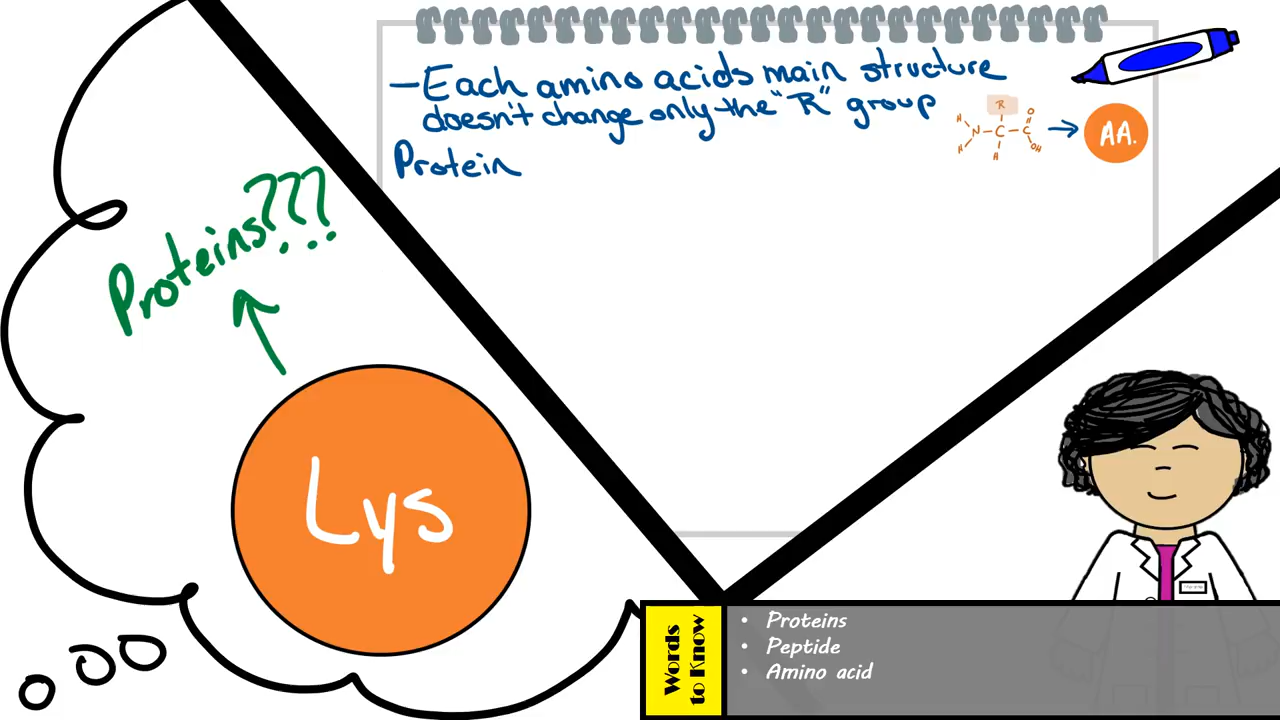 —Each amino acids main structure
doesn't change only the "R" group
R
H
N
C
C
O
OH
H
H
AA.
Protein
Proteins???
Lys
Words
to Know
• Proteins
• Peptide
• Amino acid